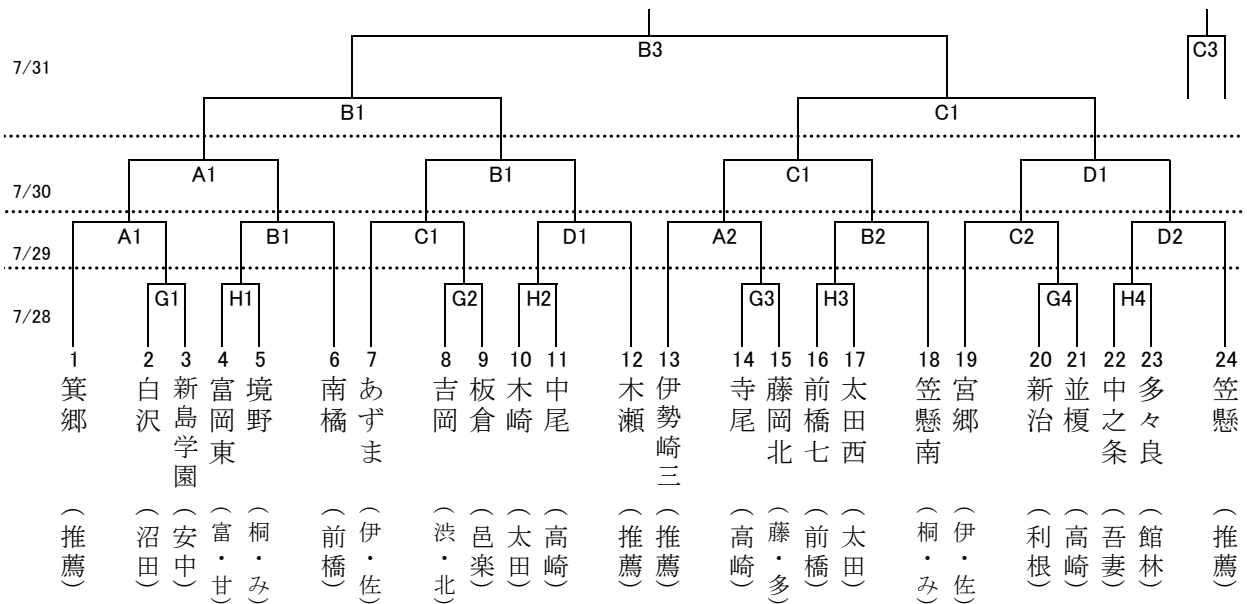 B3
C3
7/31
B1
C1
A1
B1
C1
D1
7/30
A1
B1
C1
D1
A2
B2
C2
D2
7/29
G1
H1
G2
H2
G3
H3
G4
H4
7/28
1 箕郷 (推薦)
2 白沢 (沼田)
3 新島学園 (安中)
4 富岡東 (富・甘)
5 境野 (桐・み)
6 南橘 (前橋)
7 あずま (伊・佐)
8 吉岡 (渋・北)
9 板倉 (邑楽)
10 木崎 (太田)
11 中尾 (高崎)
12 木瀬 (推薦)
13 伊勢崎三 (推薦)
14 寺尾 (高崎)
15 藤岡北 (藤・多)
16 前橋七 (前橋)
17 太田西 (太田)
18 笠懸南 (桐・み)
19 宮郷 (伊・佐)
20 新治 (利根)
21 並榎 (高崎)
22 中之条 (吾妻)
23 多々良 (館林)
24 笠懸 (推薦)